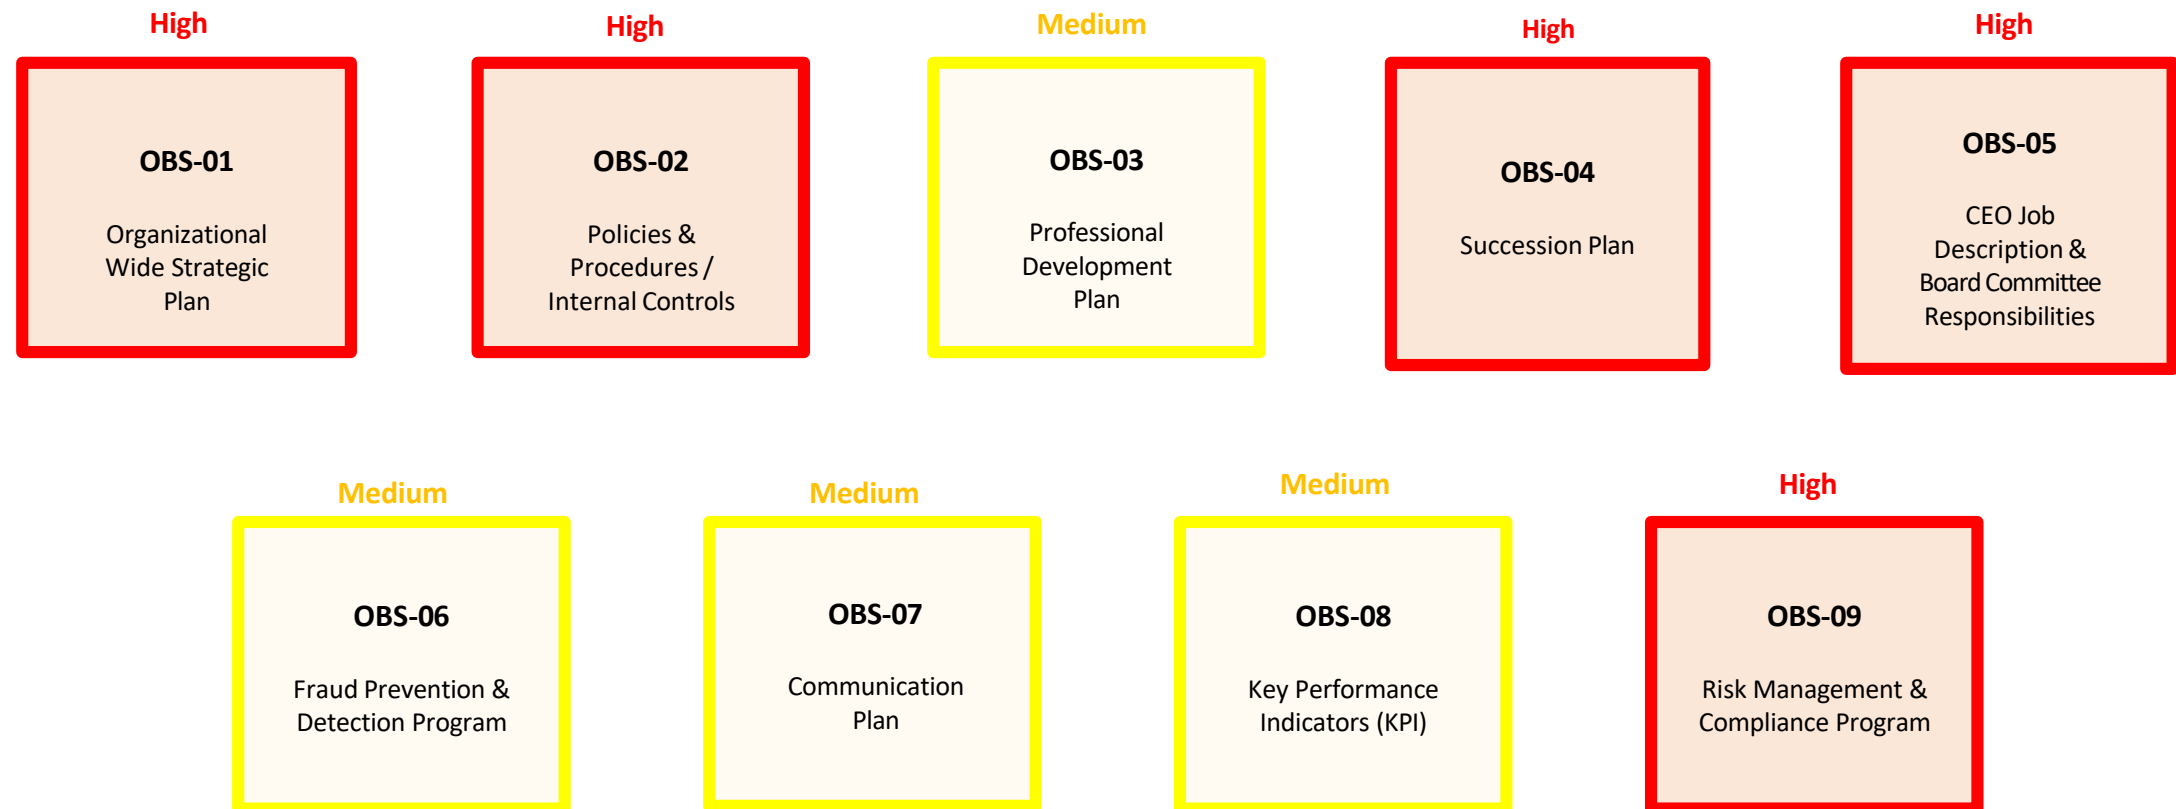 High
OBS-01
Organizational
Wide Strategic
Plan
High
OBS-02
Policies &
Procedures /
Internal Controls
Medium
OBS-03
Professional
Development
Plan
High
OBS-04
Succession Plan
High
OBS-05
CEO Job
Description &
Board Committee
Responsibilities
Medium
OBS-06
Fraud Prevention &
Detection Program
Medium
OBS-07
Communication
Plan
Medium
OBS-08
Key Performance
Indicators (KPI)
High
OBS-09
Risk Management &
Compliance Program